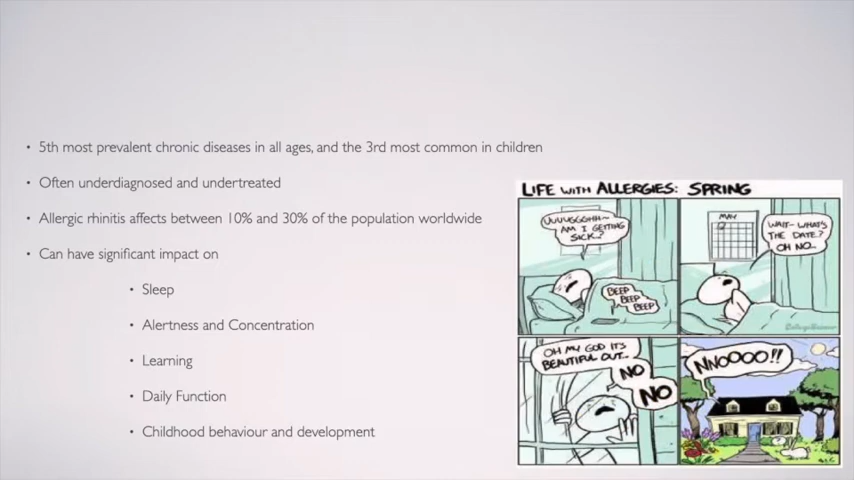 • 5th most prevalent chronic diseases in all ages, and the 3rd most common in children
• Often underdiagnosed and undertreated
• Allergic rhinitis affects between 10% and 30% of the population worldwide
• Can have significant impact on
• Sleep
• Alertness and Concentration
• Learning
• Daily Function
• Childhood behaviour and development
LIFE WITH ALLERGIES: SPRING
UUUUGGGHH~
AM I GETTING
SICK..?
BEEP
BEEP
BEEP
MAY
WAIT- WHAT'S
THE DATE?
OH NO..
CollegeHumor
OH MY GOD IT'S
BEAUTIFUL OUT..
NO
NO
NNOOOO!!